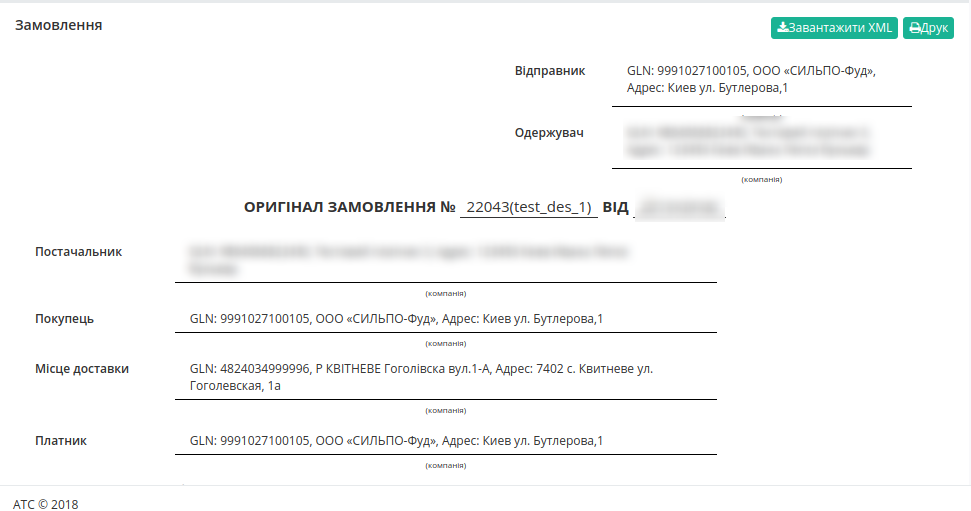 Замовлення
Завантажити XML
Друк
Відправник
GLN: 9991027100105, ООО «СИЛЬПО-Фуд»,
Адрес: Киев ул. Бутлерова,1
Одержувач
(компанія)
ОРИГІНАЛ ЗАМОВЛЕННЯ № 22043(test_des_1) ВІД
Постачальник
(компанія)
Покупець
GLN: 9991027100105, ООО «СИЛЬПО-Фуд», Адрес: Киев ул. Бутлерова,1
(компанія)
Місце доставки
GLN: 4824034999996, Р КВІТНЕВЕ Гоголівска вул.1-А, Адрес: 7402 с. Квитневе ул.
Гоголевская, 1а
(компанія)
Платник
GLN: 9991027100105, ООО «СИЛЬПО-Фуд», Адрес: Киев ул. Бутлерова,1
(компанія)
АТС © 2018